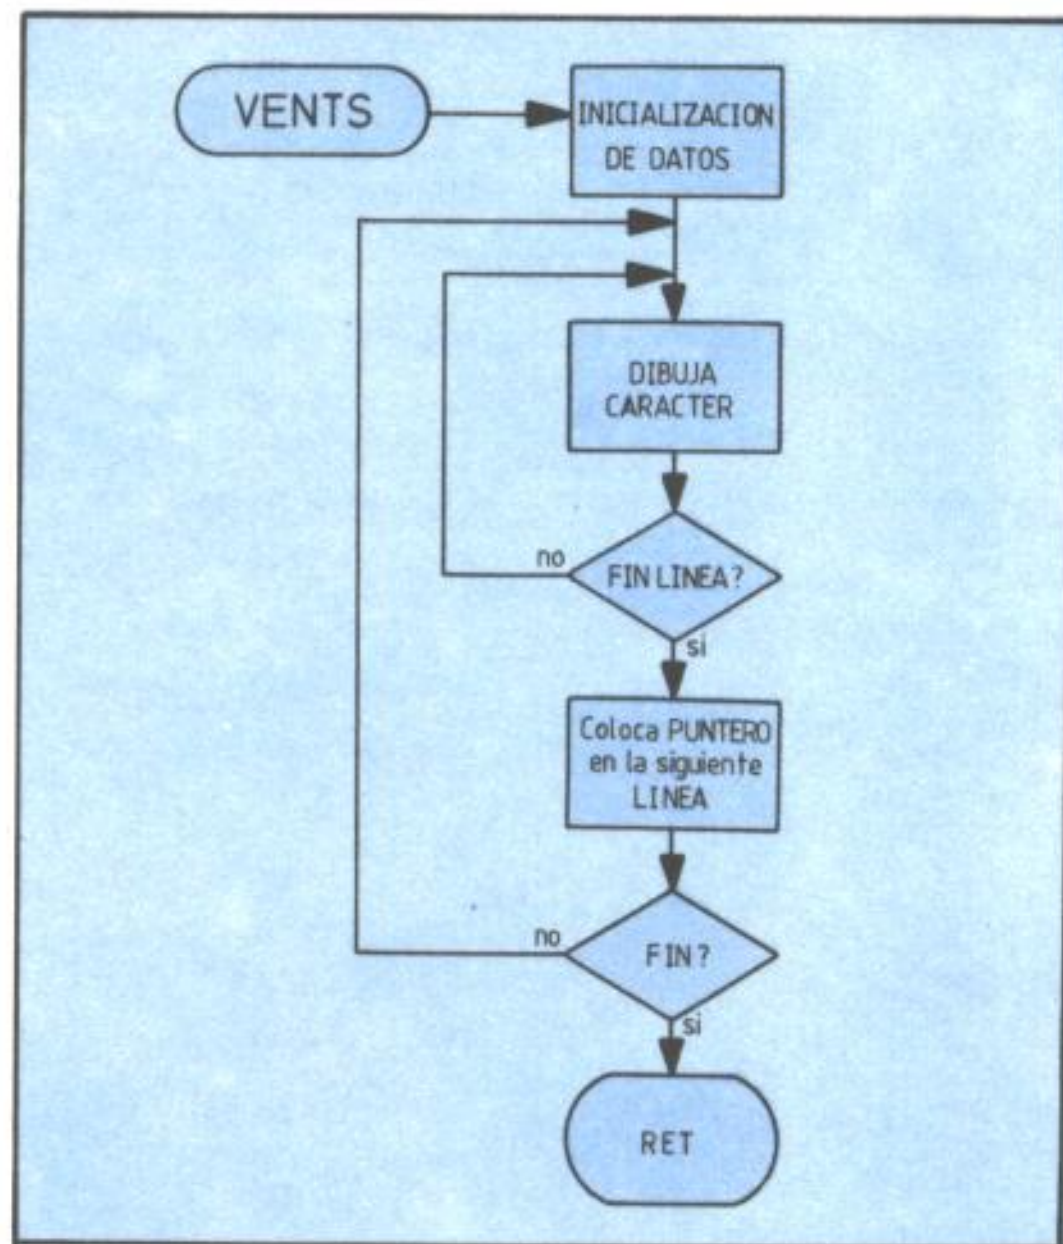 VENTS
INICIALIZACION
DE DATOS
DIBUJA
CARACTER
no
FIN LINEA?
si
Coloca PUNTERO
en la siguiente
LINEA
no
FIN?
si
RET